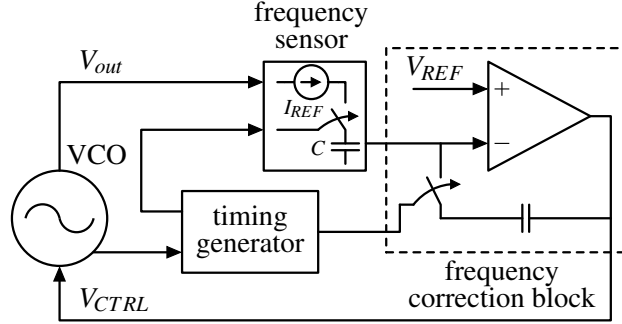 frequency
sensor
V_out
V_REF
I_REF
+
C
−
VCO
timing
generator
frequency
correction block
V_CTRL